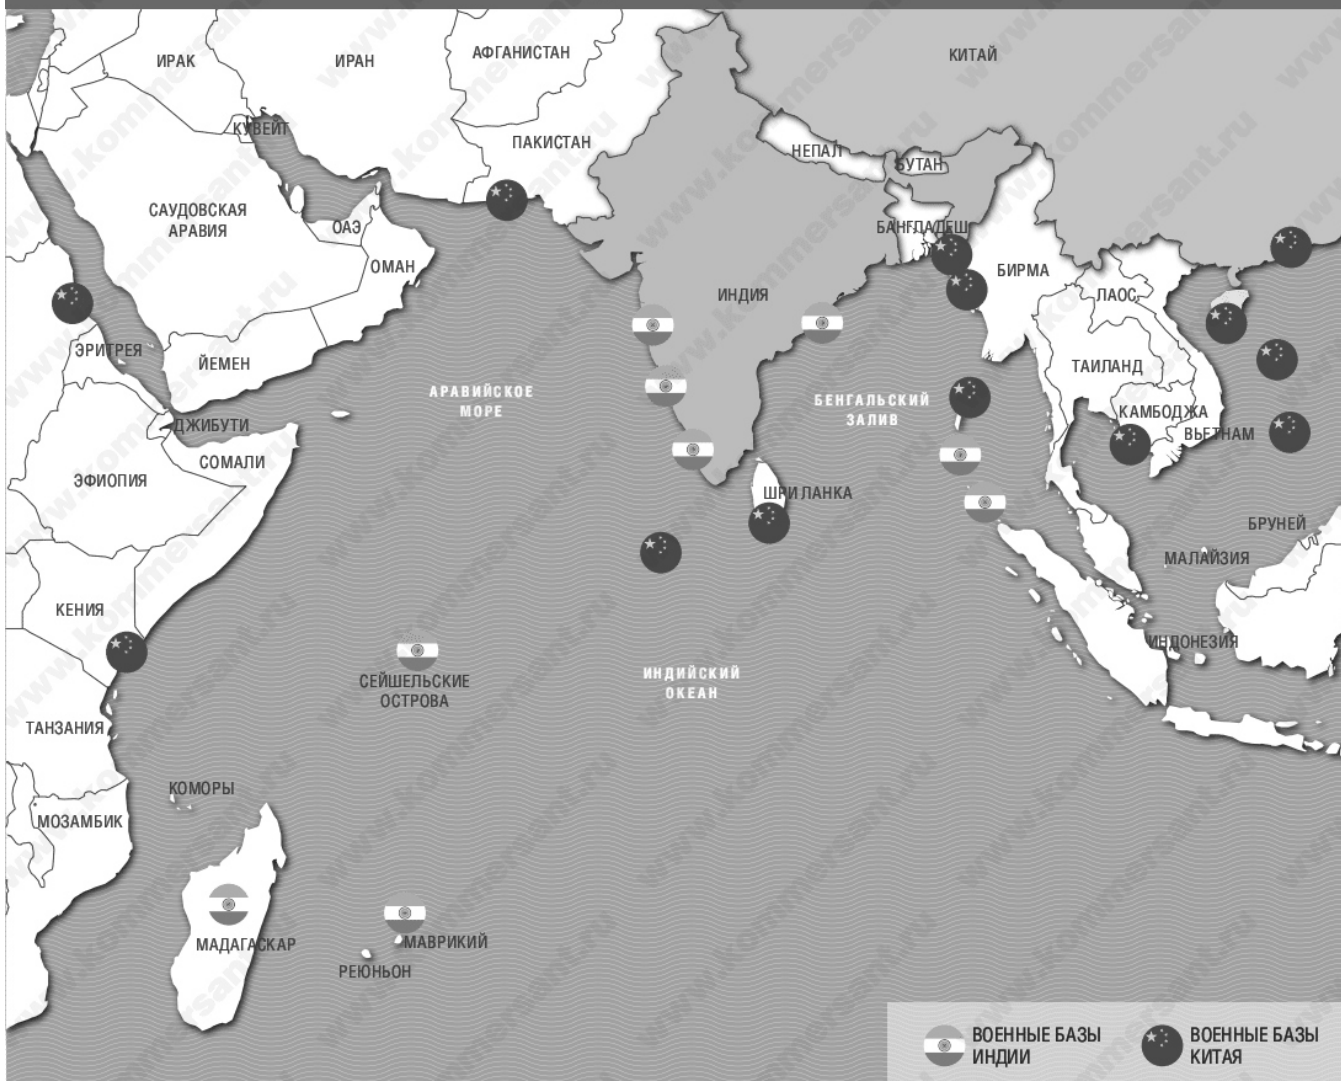 ИРАК
ИРАН
АФГАНИСТАН
КИТАЙ
КУВЕЙТ
ПАКИСТАН
НЕПАЛ
БУТАН
САУДОВСКАЯ
АРАВИЯ
ОАЭ
БАНГЛАДЕШ
ОМАН
БИРМА
ИНДИЯ
ЛАОС
ЭРИТРЕЯ
ЙЕМЕН
ТАИЛАНД
АРАВИЙСКОЕ
МОРЕ
БЕНГАЛЬСКИЙ
ЗАЛИВ
КАМБОДЖА
ДЖИБУТИ
ВЬЕТНАМ
СОМАЛИ
ЭФИОПИЯ
ШРИ ЛАНКА
БРУНЕЙ
МАЛАЙЗИЯ
КЕНИЯ
ИНДОНЕЗИЯ
СЕЙШЕЛЬСКИЕ
ОСТРОВА
ИНДИЙСКИЙ
ОКЕАН
ТАНЗАНИЯ
КОМОРЫ
МОЗАМБИК
МАДАГАСКАР
МАВРИКИЙ
РЕЮНЬОН
ВОЕННЫЕ БАЗЫ
ИНДИИ
ВОЕННЫЕ БАЗЫ
КИТАЯ
www.kommersant.ru